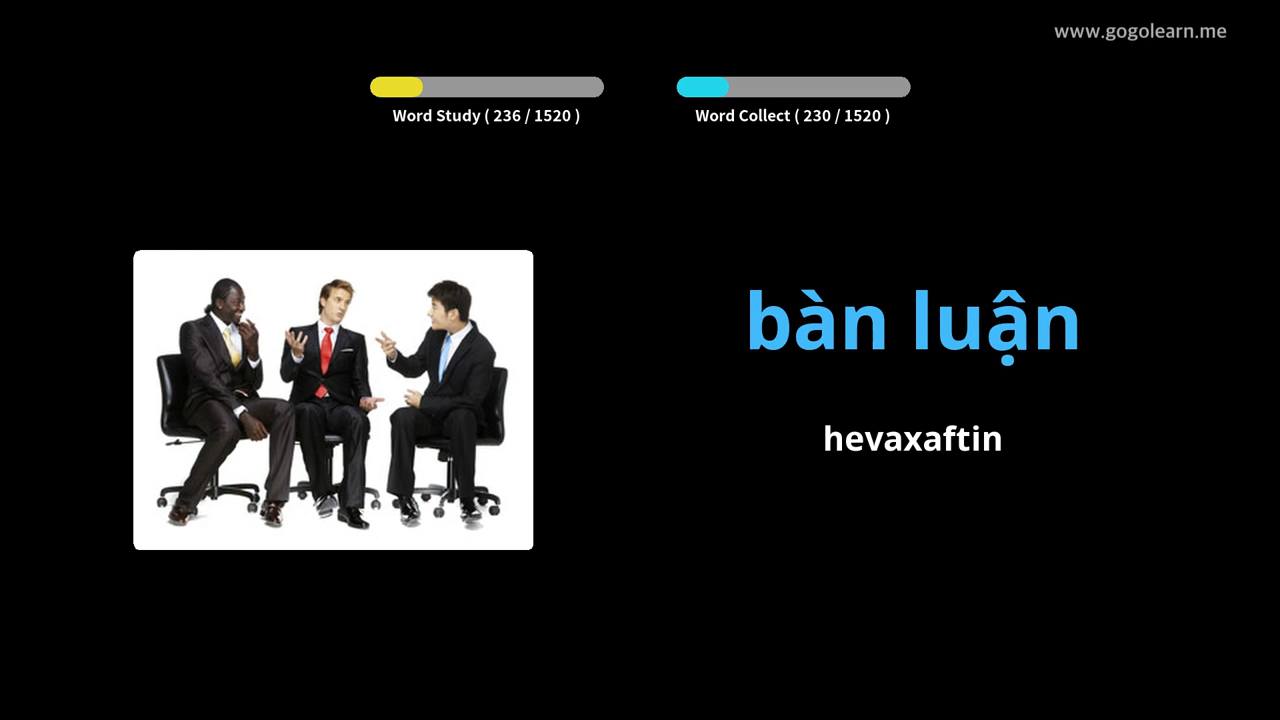 www.gogolearn.me
Word Study ( 236 / 1520 )
Word Collect ( 230 / 1520 )
bàn luận
hevaxaftin